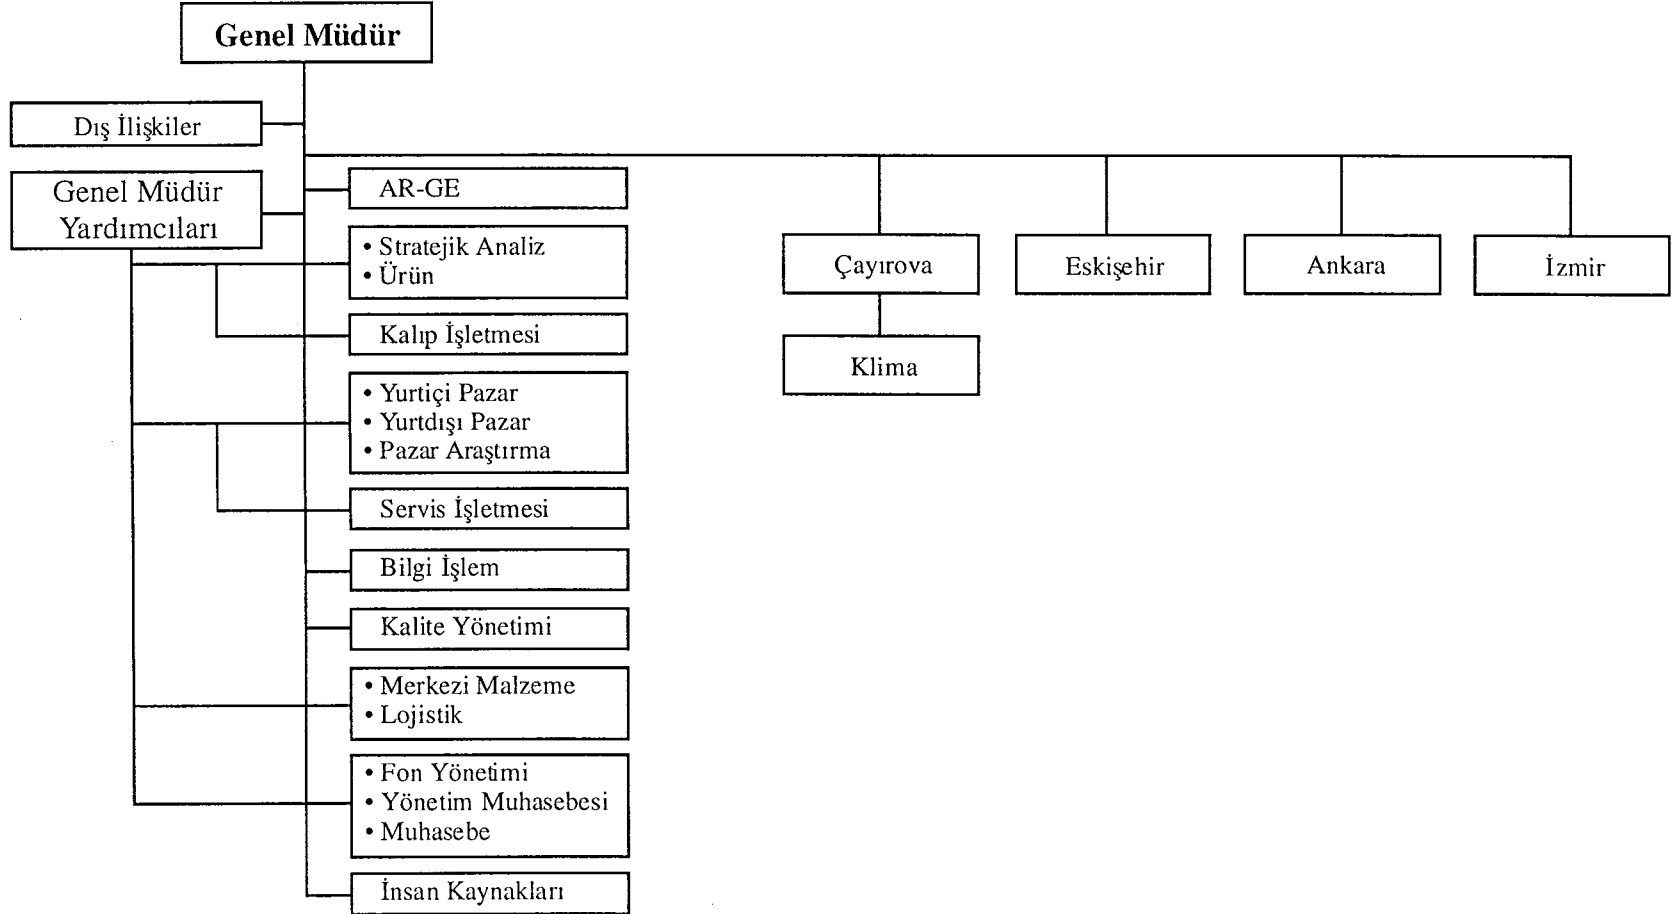 Genel Müdür
Dış İlişkiler
Genel Müdür
Yardımcıları
AR-GE
• Stratejik Analiz
• Ürün
Kalıp İşletmesi
• Yurtiçi Pazar
• Yurtdışı Pazar
• Pazar Araştırma
Servis İşletmesi
Bilgi İşlem
Kalite Yönetimi
• Merkezi Malzeme
• Lojistik
• Fon Yönetimi
• Yönetim Muhasebesi
• Muhasebe
İnsan Kaynakları
Çayırova
Eskişehir
Ankara
İzmir
Klima